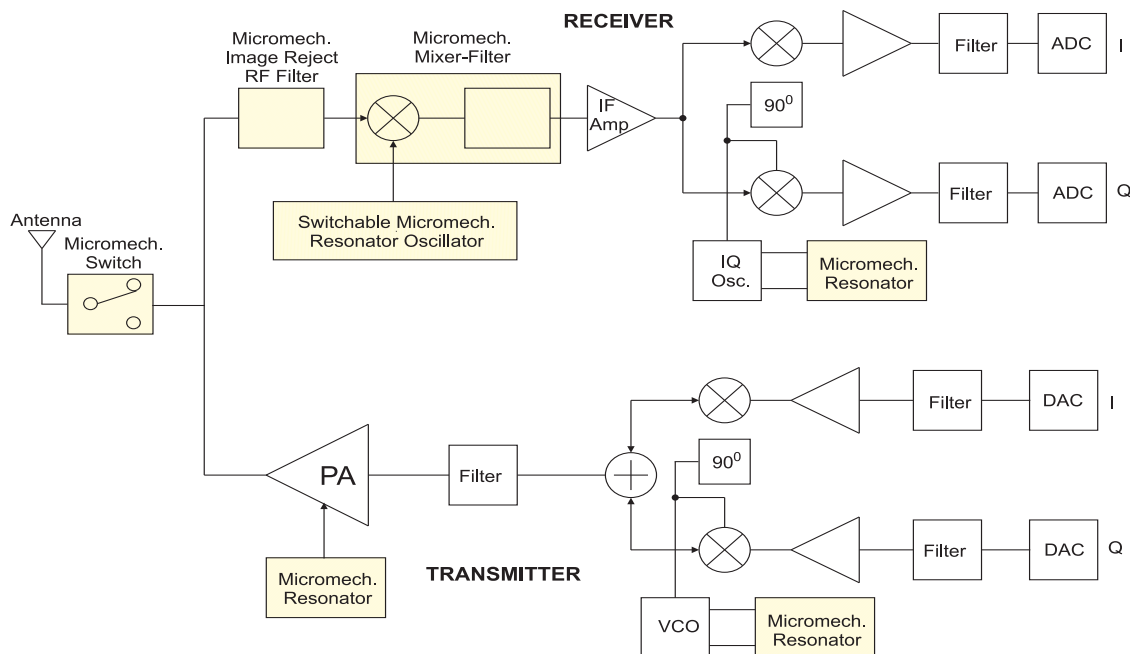 RECEIVER
Micromech.
Image Reject
RF Filter
Micromech.
Mixer-Filter
IF
Amp
Filter
ADC
I
90⁰
Filter
ADC
Q
Switchable Micromech.
Resonator Oscillator
IQ
Osc.
Micromech.
Resonator
Antenna
Micromech.
Switch
Filter
DAC
I
PA
Filter
90⁰
Filter
DAC
Q
Micromech.
Resonator
TRANSMITTER
VCO
Micromech.
Resonator